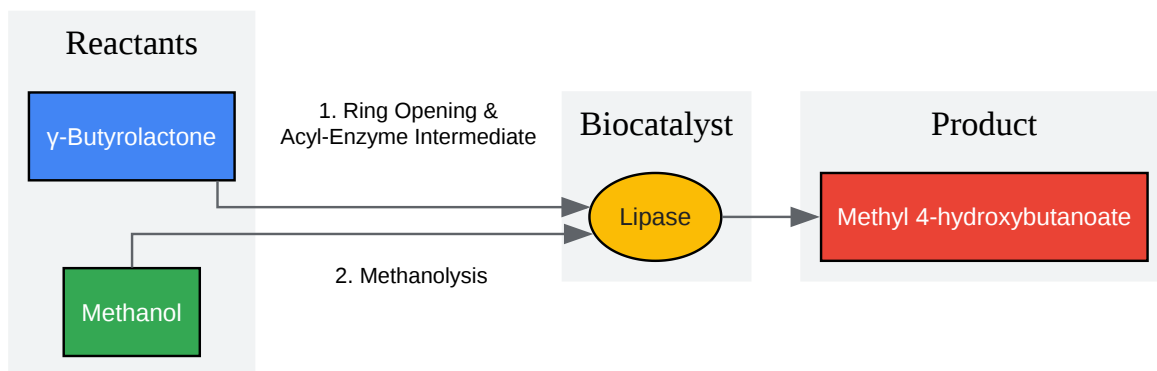 Reactants
γ-Butyrolactone
Methanol
1. Ring Opening &
Acyl-Enzyme Intermediate
2. Methanolysis
Biocatalyst
Lipase
Product
Methyl 4-hydroxybutanoate